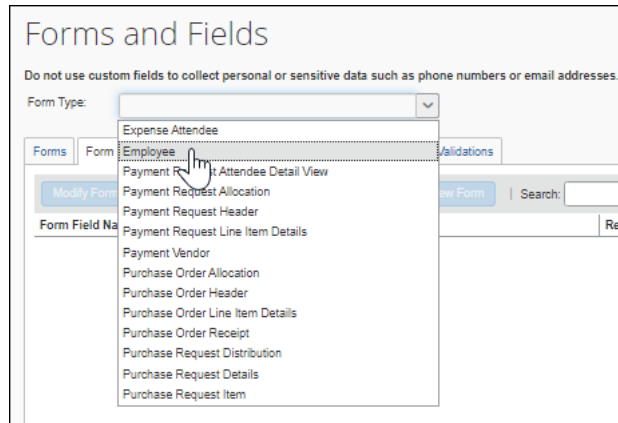 Forms and Fields
Do not use custom fields to collect personal or sensitive data such as phone numbers or email addresses.
Form Type:
Expense Attendee
Forms Form Employee Validations
Payment Request Attendee Detail View
Modify Form Payment Request Allocation ew Form | Search:
Payment Request Header
Form Field Na Payment Request Line Item Details Re
Payment Vendor
Purchase Order Allocation
Purchase Order Header
Purchase Order Line Item Details
Purchase Order Receipt
Purchase Request Distribution
Purchase Request Details
Purchase Request Item